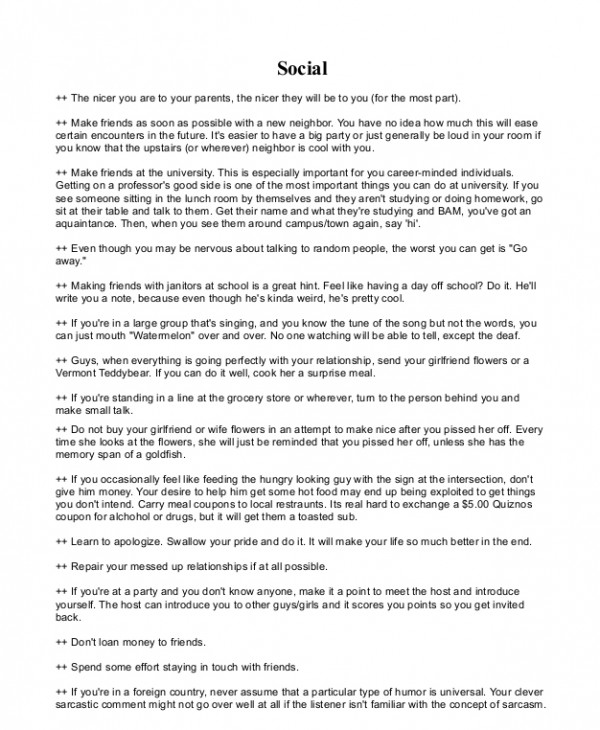 Social
++ The nicer you are to your parents, the nicer they will be to you (for the most part).
++ Make friends as soon as possible with a new neighbor. You have no idea how much this will ease
certain encounters in the future. It's easier to have a big party or just generally be loud in your room if
you know that the upstairs (or wherever) neighbor is cool with you.
++ Make friends at the university. This is especially important for you career-minded individuals.
Getting on a professor's good side is one of the most important things you can do at university. If you
see someone sitting in the lunch room by themselves and they aren't studying or doing homework, go
sit at their table and talk to them. Get their name and what they're studying and BAM, you've got an
aquaintance. Then, when you see them around campus/town again, say 'hi'.
++ Even though you may be nervous about talking to random people, the worst you can get is "Go
away."
++ Making friends with janitors at school is a great hint. Feel like having a day off school? Do it. He'll
write you a note, because even though he's kinda weird, he's pretty cool.
++ If you're in a large group that's singing, and you know the tune of the song but not the words, you
can just mouth "Watermelon" over and over. No one watching will be able to tell, except the deaf.
++ Guys, when everything is going perfectly with your relationship, send your girlfriend flowers or a
Vermont Teddybear. If you can do it well, cook her a surprise meal.
++ If you're standing in a line at the grocery store or wherever, turn to the person behind you and
make small talk.
++ Do not buy your girlfriend or wife flowers in an attempt to make nice after you pissed her off. Every
time she looks at the flowers, she will just be reminded that you pissed her off, unless she has the
memory span of a goldfish.
++ If you occasionally feel like feeding the hungry looking guy with the sign at the intersection, don't
give him money. Your desire to help him get some hot food may end up being exploited to get things
you don't intend. Carry meal coupons to local restraunts. Its real hard to exchange a $5.00 Quiznos
coupon for alchohol or drugs, but it will get them a toasted sub.
++ Learn to apologize. Swallow your pride and do it. It will make your life so much better in the end.
++ Repair your messed up relationships if at all possible.
++ If you're at a party and you don't know anyone, make it a point to meet the host and introduce
yourself. The host can introduce you to other guys/girls and it scores you points so you get invited
back.
++ Don't loan money to friends.
++ Spend some effort staying in touch with friends.
++ If you're in a foreign country, never assume that a particular type of humor is universal. Your clever
sarcastic comment might not go over well at all if the listener isn't familiar with the concept of sarcasm.